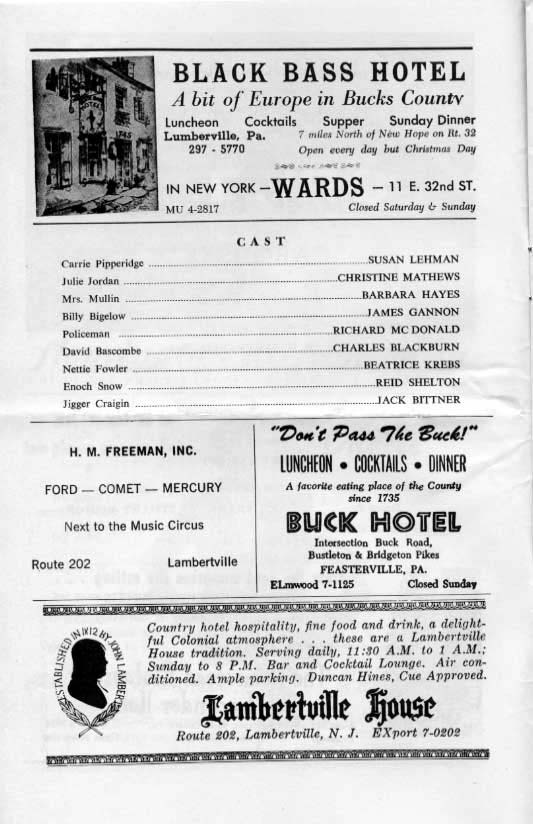 BLACK BASS HOTEL
A bit of Europe in Bucks County
Luncheon Cocktails Supper Sunday Dinner
Lumberville, Pa. 7 miles North of New Hope on Rt. 32
297 - 5770 Open every day but Christmas Day
IN NEW YORK – WARDS – 11 E. 32nd ST.
MU 4-2817 Closed Saturday & Sunday
HOTEL
1745
CAST
Carrie Pipperidge ........ SUSAN LEHMAN
Julie Jordan ........ CHRISTINE MATHEWS
Mrs. Mullin ........ BARBARA HAYES
Billy Bigelow ........ JAMES GANNON
Policeman ........ RICHARD MC DONALD
David Bascombe ........ CHARLES BLACKBURN
Nettie Fowler ........ BEATRICE KREBS
Enoch Snow ........ REID SHELTON
Jigger Craigin ........ JACK BITTNER
H. M. FREEMAN, INC.
FORD — COMET — MERCURY
Next to the Music Circus
Route 202 Lambertville
"Don't Pass The Buck!"
LUNCHEON • COCKTAILS • DINNER
A favorite eating place of the County
since 1735
BUCK HOTEL
Intersection Buck Road,
Bustleton & Bridgeton Pikes
FEASTERVILLE, PA.
ELmwood 7-1125 Closed Sunday
ESTABLISHED IN 1812 BY JOHN LAMBERT
Country hotel hospitality, fine food and drink, a delight-
ful Colonial atmosphere . . . these are a Lambertville
House tradition. Serving daily, 11:30 A.M. to 1 A.M.;
Sunday to 8 P.M. Bar and Cocktail Lounge. Air con-
ditioned. Ample parking. Duncan Hines, Cue Approved.
Lambertville House
Route 202, Lambertville, N. J. EXport 7-0202